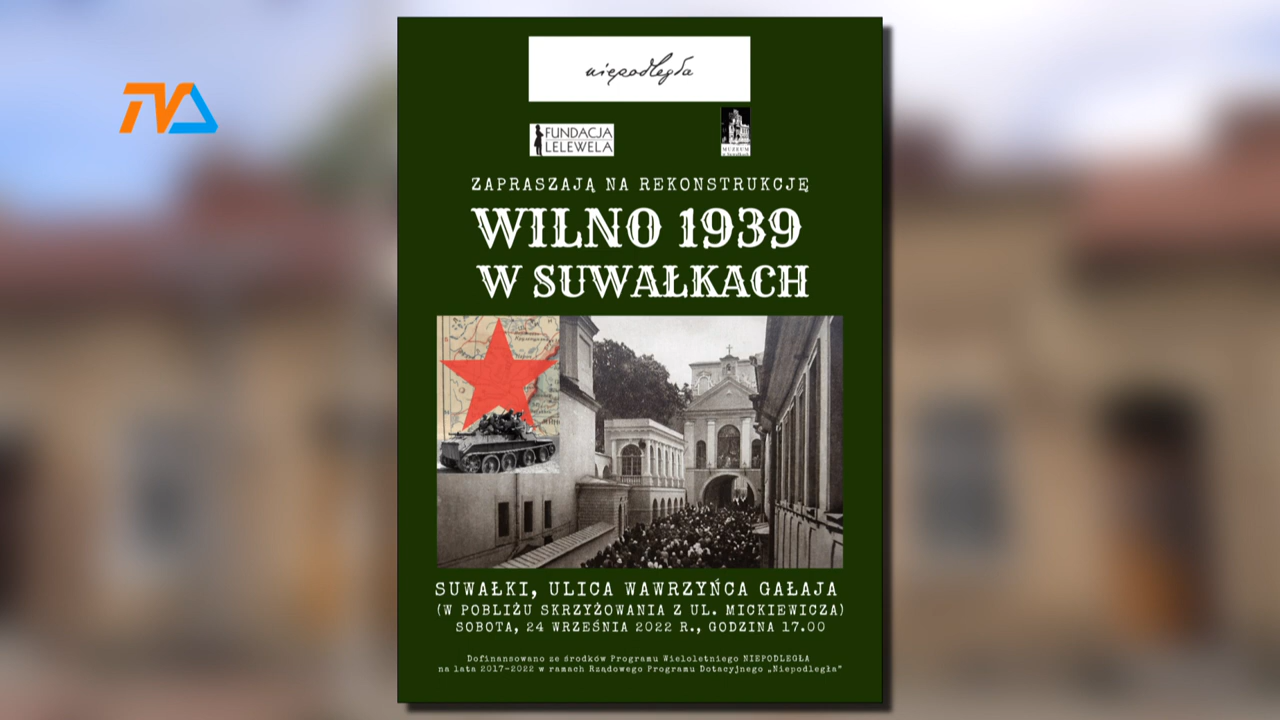 TVA
niepodległa
FUNDACJA
LELEWELA
MUZEUM
ZAPRASZAJĄ NA REKONSTRUKCJĘ
WILNO 1939
W SUWAŁKACH
SUWAŁKI, ULICA WAWRZYŃCA GAŁAJA
(W POBLIŻU SKRZYŻOWANIA Z UL. MICKIEWICZA)
SOBOTA, 24 WRZEŚNIA 2022 R., GODZINA 17.00
Dofinansowano ze środków Programu Wieloletniego NIEPODLEGŁA
na lata 2017-2022 w ramach Rządowego Programu Dotacyjnego „Niepodległa"